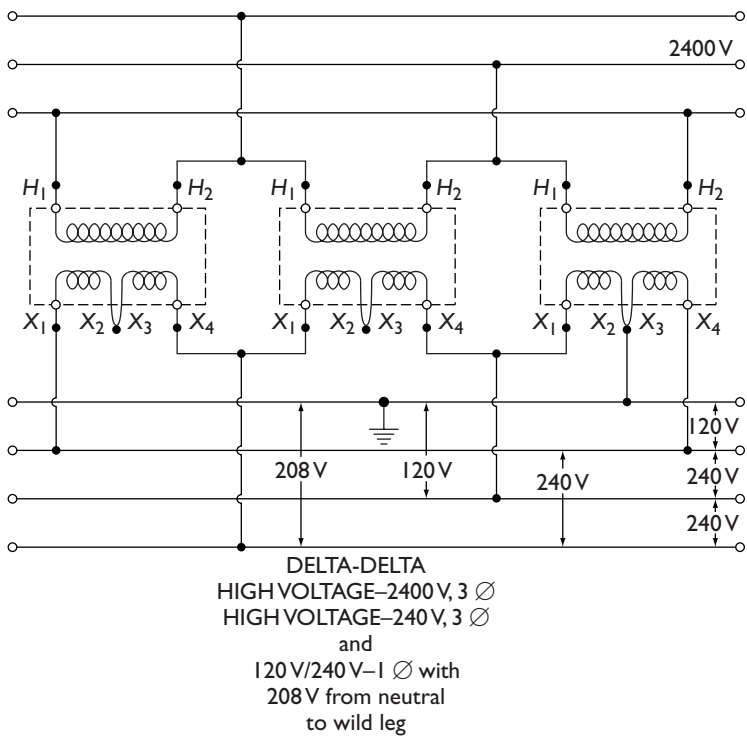 2400 V
H1 H2 H1 H2 H1 H2
X1 X2 X3 X4 X1 X2 X3 X4 X1 X2 X3 X4
120 V
208 V 120 V 240 V 240 V
240 V
DELTA-DELTA
HIGH VOLTAGE–2400 V, 3 ∅
HIGH VOLTAGE–240 V, 3 ∅
and
120 V/240 V–1 ∅ with
208 V from neutral
to wild leg